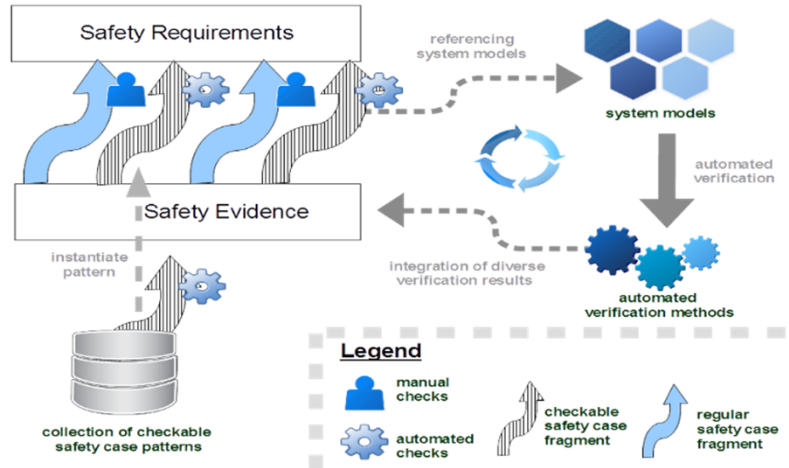 Safety Requirements
referencing
system models
system models
automated
verification
Safety Evidence
instantiate
pattern
integration of diverse
verification results
automated
verification methods
collection of checkable
safety case patterns
Legend
manual
checks
automated
checks
checkable
safety case
fragment
regular
safety case
fragment